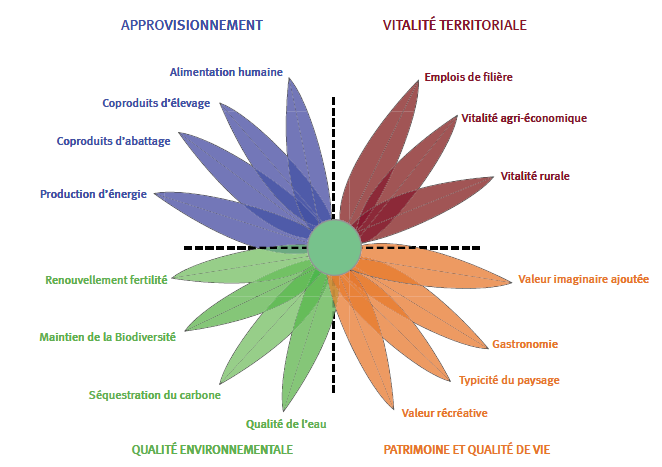 APPROVISIONNEMENT
VITALITÉ TERRITORIALE
Alimentation humaine
Emplois de filière
Coproduits d'élevage
Vitalité agri-économique
Coproduits d'abattage
Vitalité rurale
Production d'énergie
Renouvellement fertilité
Valeur imaginaire ajoutée
Maintien de la Biodiversité
Gastronomie
Séquestration du carbone
Typicité du paysage
Qualité de l'eau
Valeur récréative
QUALITÉ ENVIRONNEMENTALE
PATRIMOINE ET QUALITÉ DE VIE